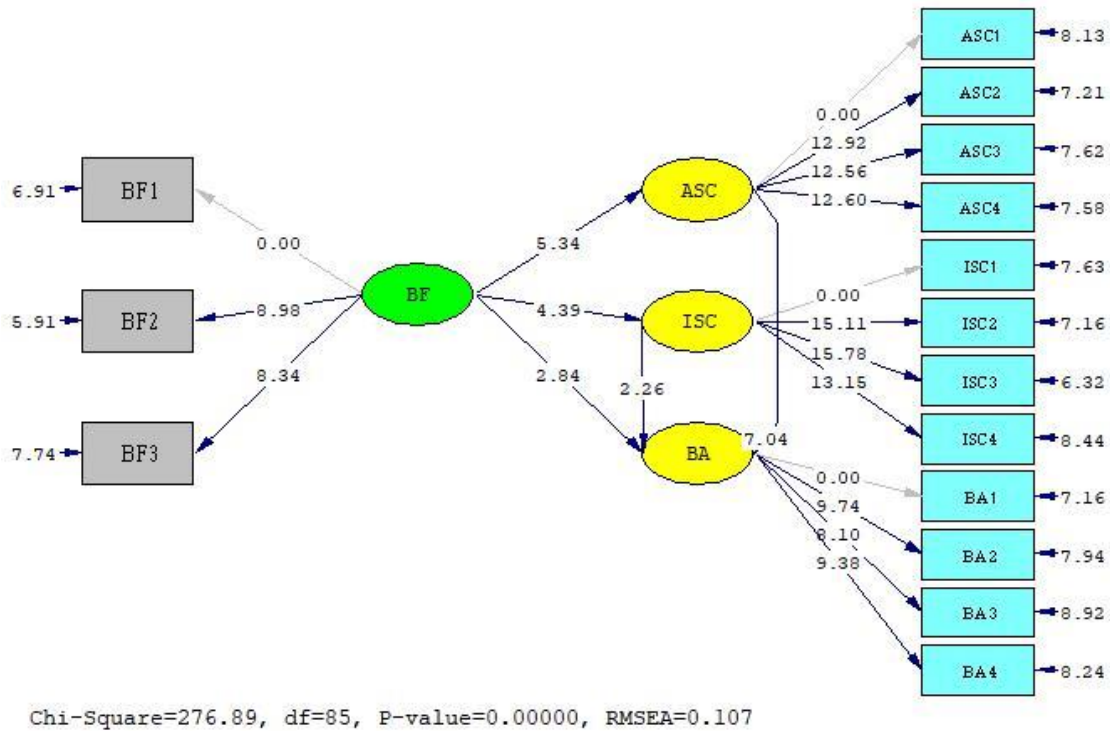 ASC1
8.13
ASC2
7.21
0.00
12.92
ASC3
7.62
12.56
6.91
BF1
ASC
12.60
ASC4
7.58
0.00
5.34
ISC1
7.63
BF
0.00
5.91
BF2
8.98
4.39
ISC
15.11
ISC2
7.16
15.78
8.34
2.84
2.26
13.15
ISC3
6.32
7.74
BF3
BA
7.04
ISC4
8.44
0.00
BA1
7.16
9.74
8.10
BA2
7.94
9.38
BA3
8.92
BA4
8.24
Chi-Square=276.89, df=85, P-value=0.00000, RMSEA=0.107